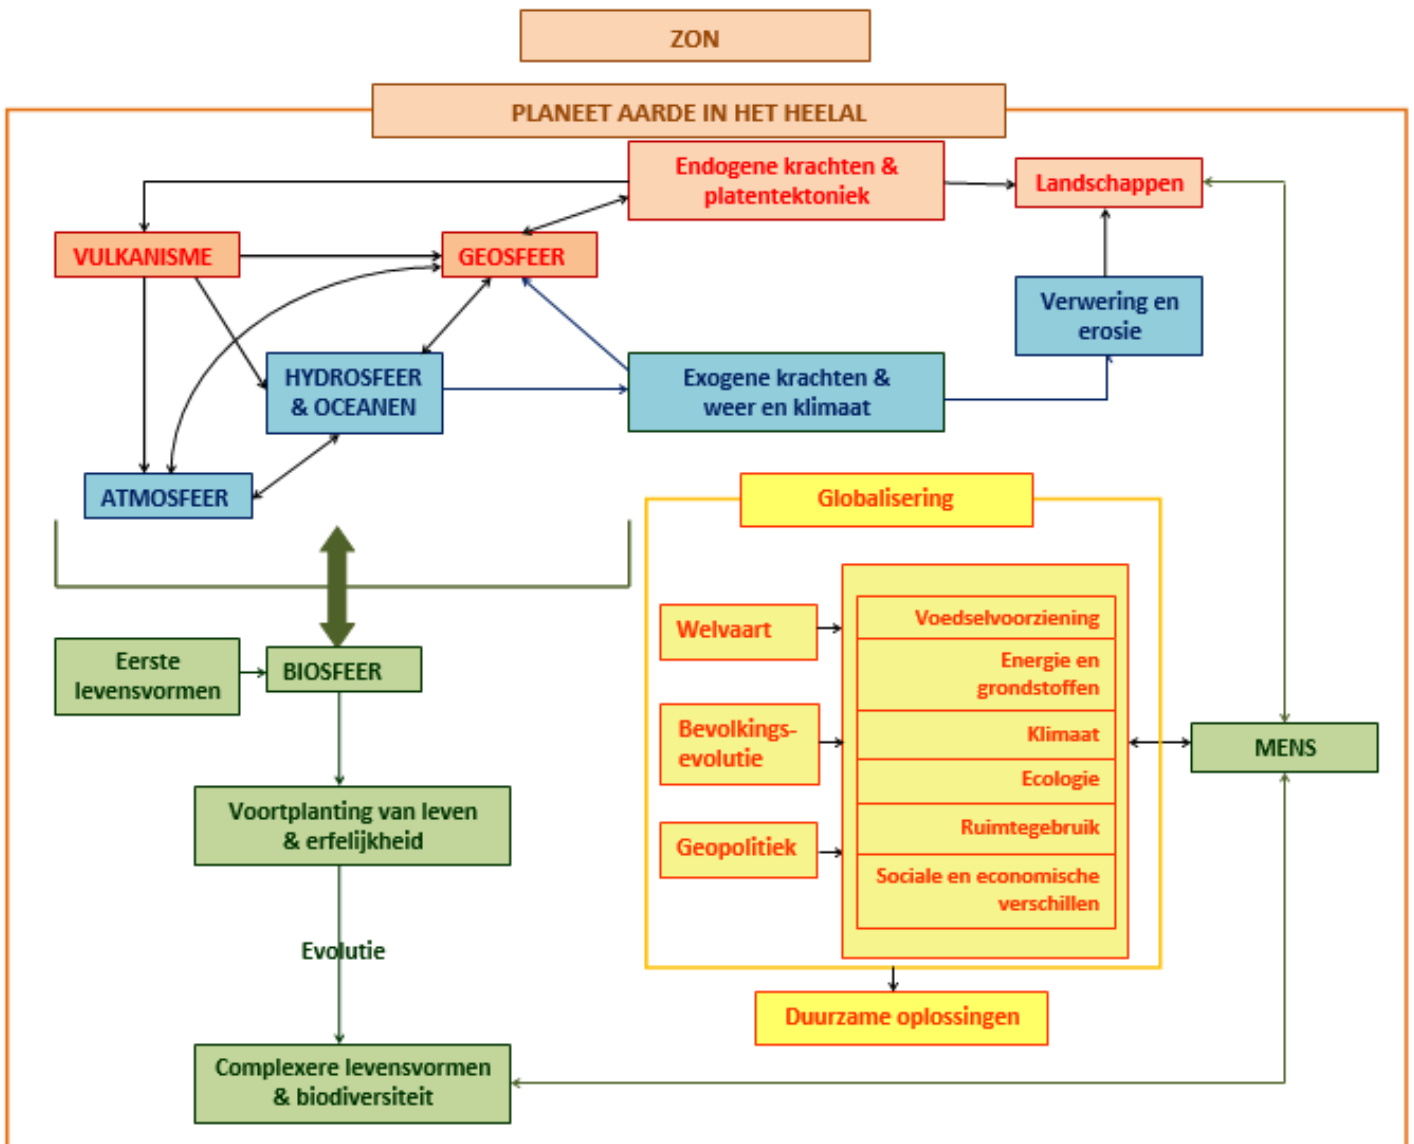 ZON
PLANEET AARDE IN HET HEELAL
Endogene krachten &
platentektoniek
Landschappen
VULKANISME
GEOSFEER
Verwering en
erosie
HYDROSFEER
& OCEANEN
Exogene krachten &
weer en klimaat
ATMOSFEER
Globalisering
Welvaart
Voedselvoorziening
Eerste
levensvormen
BIOSFEER
Energie en
grondstoffen
Bevolkings-
evolutie
Klimaat
MENS
Ecologie
Voortplanting van leven
& erfelijkheid
Geopolitiek
Ruimtegebruik
Sociale en economische
verschillen
Evolutie
Duurzame oplossingen
Complexere levensvormen
& biodiversiteit